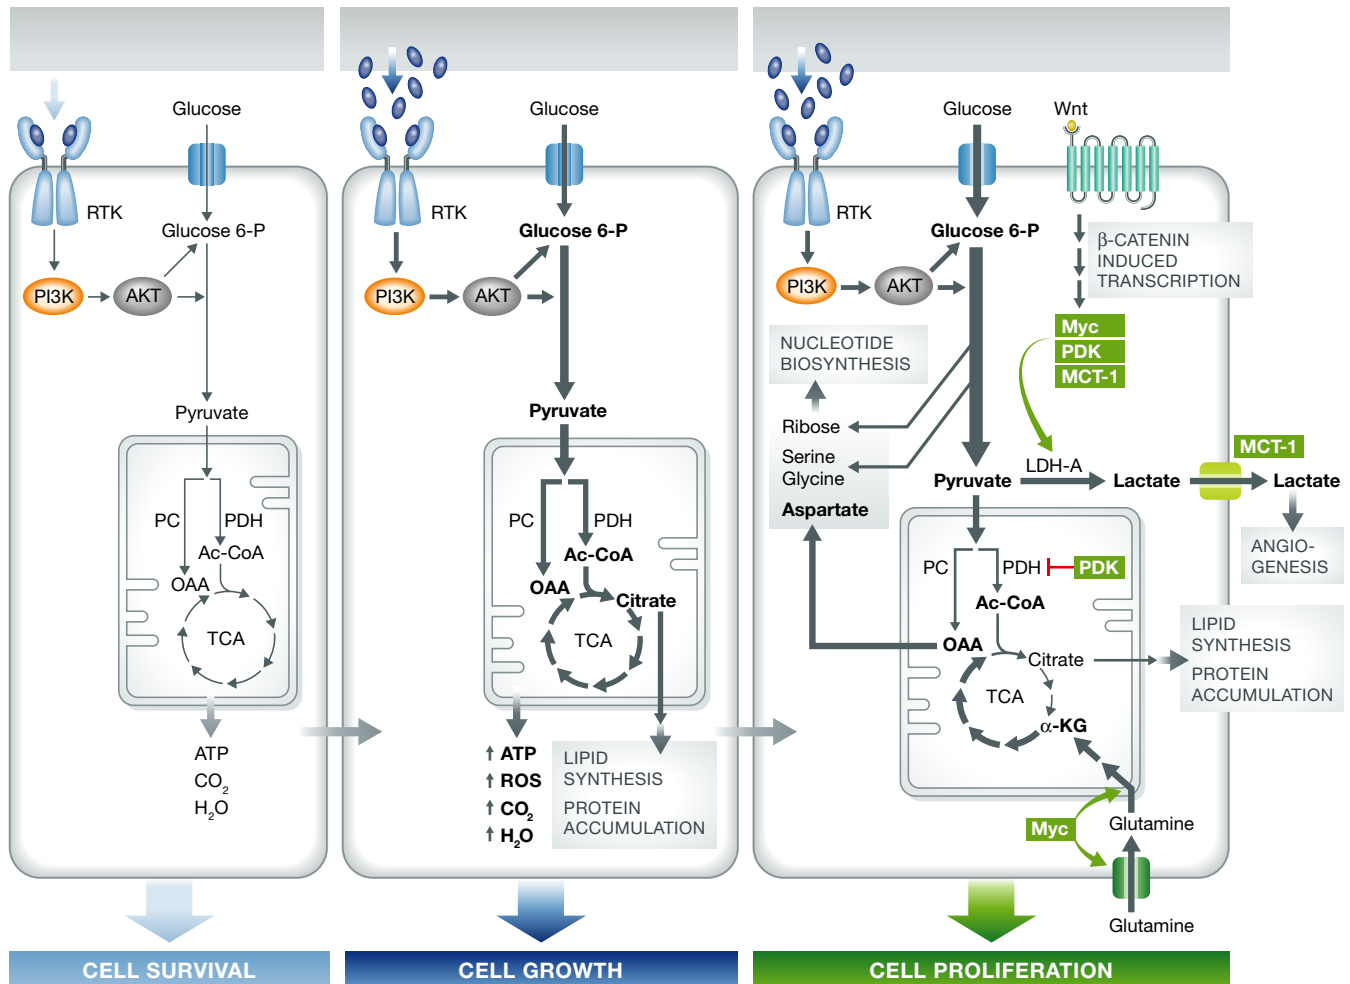 Glucose
RTK
Glucose 6-P
PI3K
AKT
Pyruvate
PC
PDH
Ac-CoA
OAA
TCA
ATP
CO2
H2O
CELL SURVIVAL
Glucose
RTK
Glucose 6-P
PI3K
AKT
Pyruvate
PC
PDH
Ac-CoA
OAA
Citrate
TCA
↑ ATP
↑ ROS
↑ CO2
↑ H2O
LIPID
SYNTHESIS
PROTEIN
ACCUMULATION
CELL GROWTH
Glucose
Wnt
RTK
Glucose 6-P
β-CATENIN
INDUCED
TRANSCRIPTION
PI3K
AKT
Myc
PDK
MCT-1
NUCLEOTIDE
BIOSYNTHESIS
Ribose
Serine
Glycine
Aspartate
Pyruvate
LDH-A
Lactate
MCT-1
Lactate
ANGIO-
GENESIS
PC
PDH
PDK
Ac-CoA
OAA
Citrate
TCA
α-KG
LIPID
SYNTHESIS
PROTEIN
ACCUMULATION
Myc
Glutamine
Glutamine
CELL PROLIFERATION